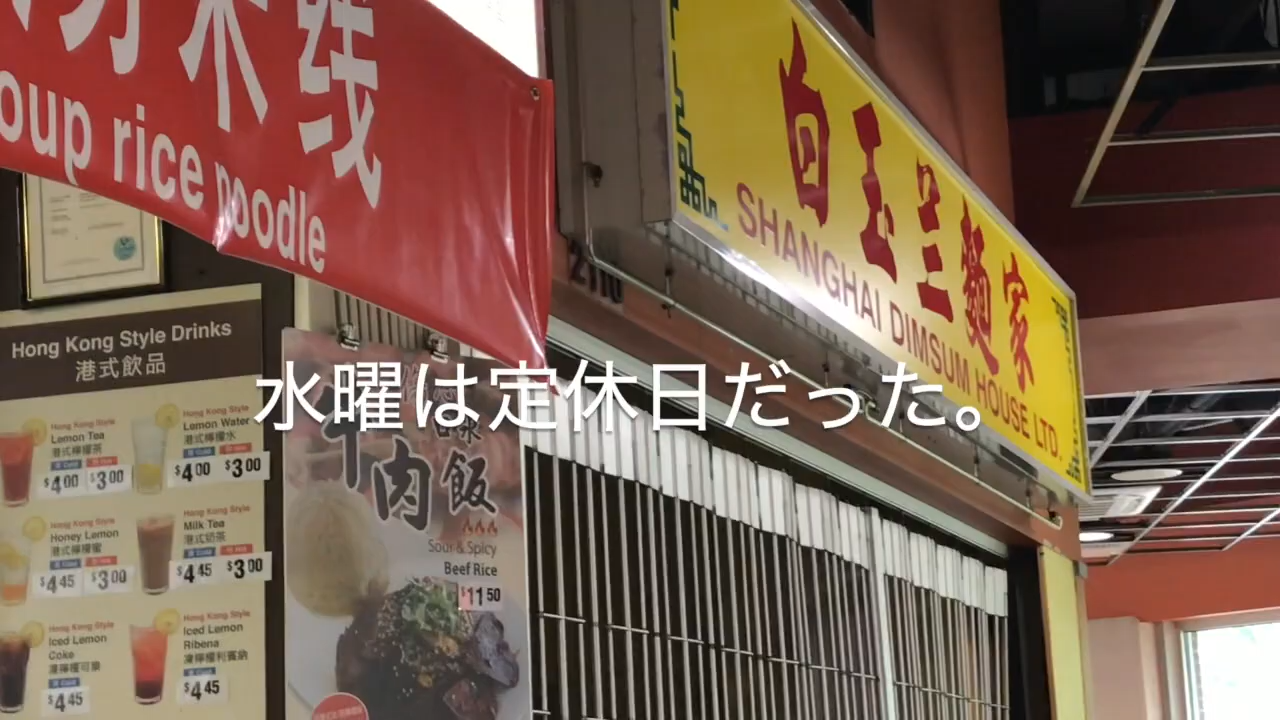 米线
oup rice noodle
白玉兰麵家
SHANGHAI DIMSUM HOUSE LTD.
水曜は定休日だった。
Hong Kong Style Drinks
港式飲品
Hong Kong Style
Lemon Tea
港式檸檬茶
$4.00 $3.00
Hong Kong Style
Lemon Water
港式檸檬水
$4.00 $3.00
Hong Kong Style
Honey Lemon
港式檸檬蜜
$4.45 $3.00
Hong Kong Style
Milk Tea
港式奶茶
$4.45 $3.00
Hong Kong Style
Iced Lemon
Coke
凍檸檬可樂
$4.45
Hong Kong Style
Iced Lemon
Ribena
凍檸檬利賓納
$4.45
牛肉飯
Sour & Spicy
Beef Rice
$11.50